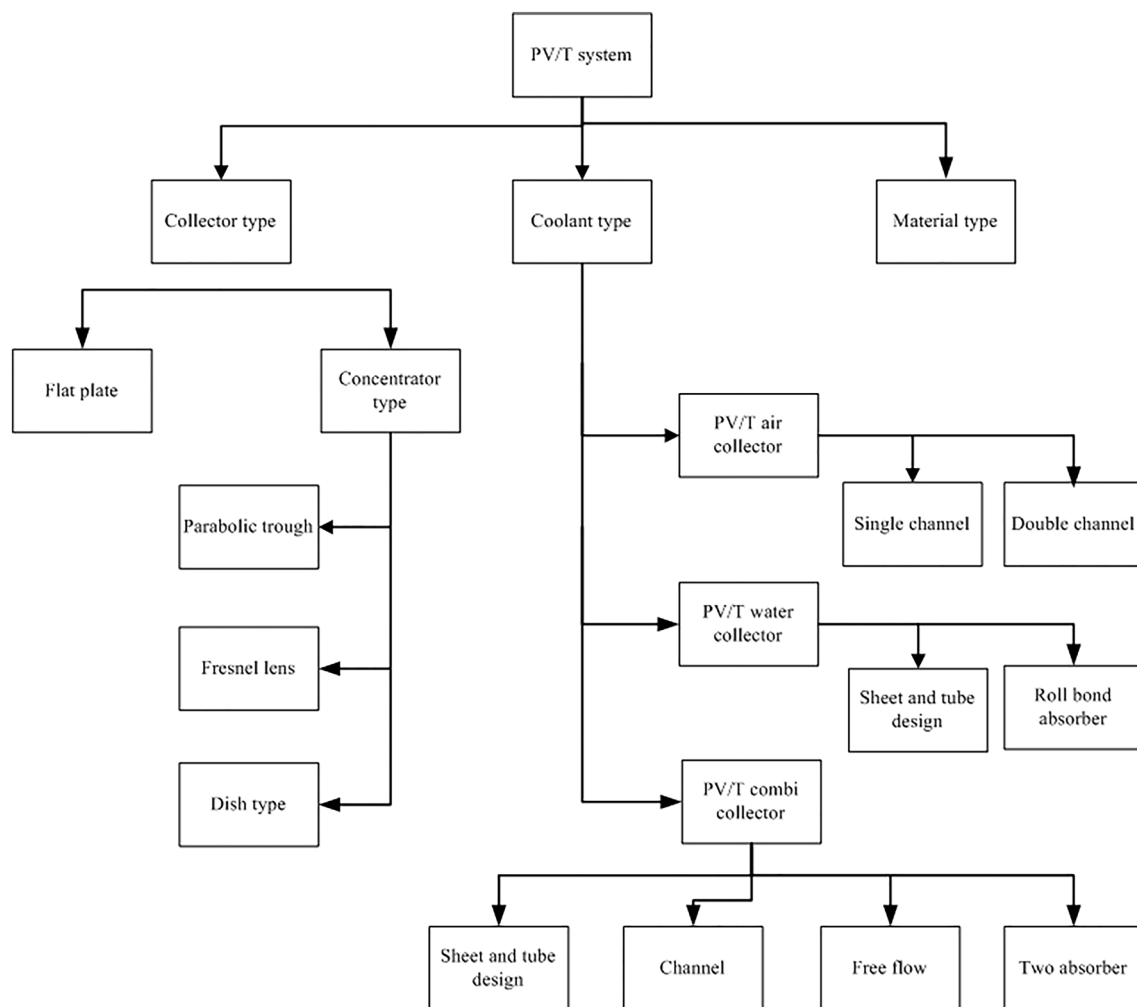 PV/T system
Collector type
Coolant type
Material type
Flat plate
Concentrator
type
PV/T air
collector
Parabolic trough
Single channel
Double channel
PV/T water
collector
Fresnel lens
Sheet and tube
design
Roll bond
absorber
Dish type
PV/T combi
collector
Sheet and tube
design
Channel
Free flow
Two absorber